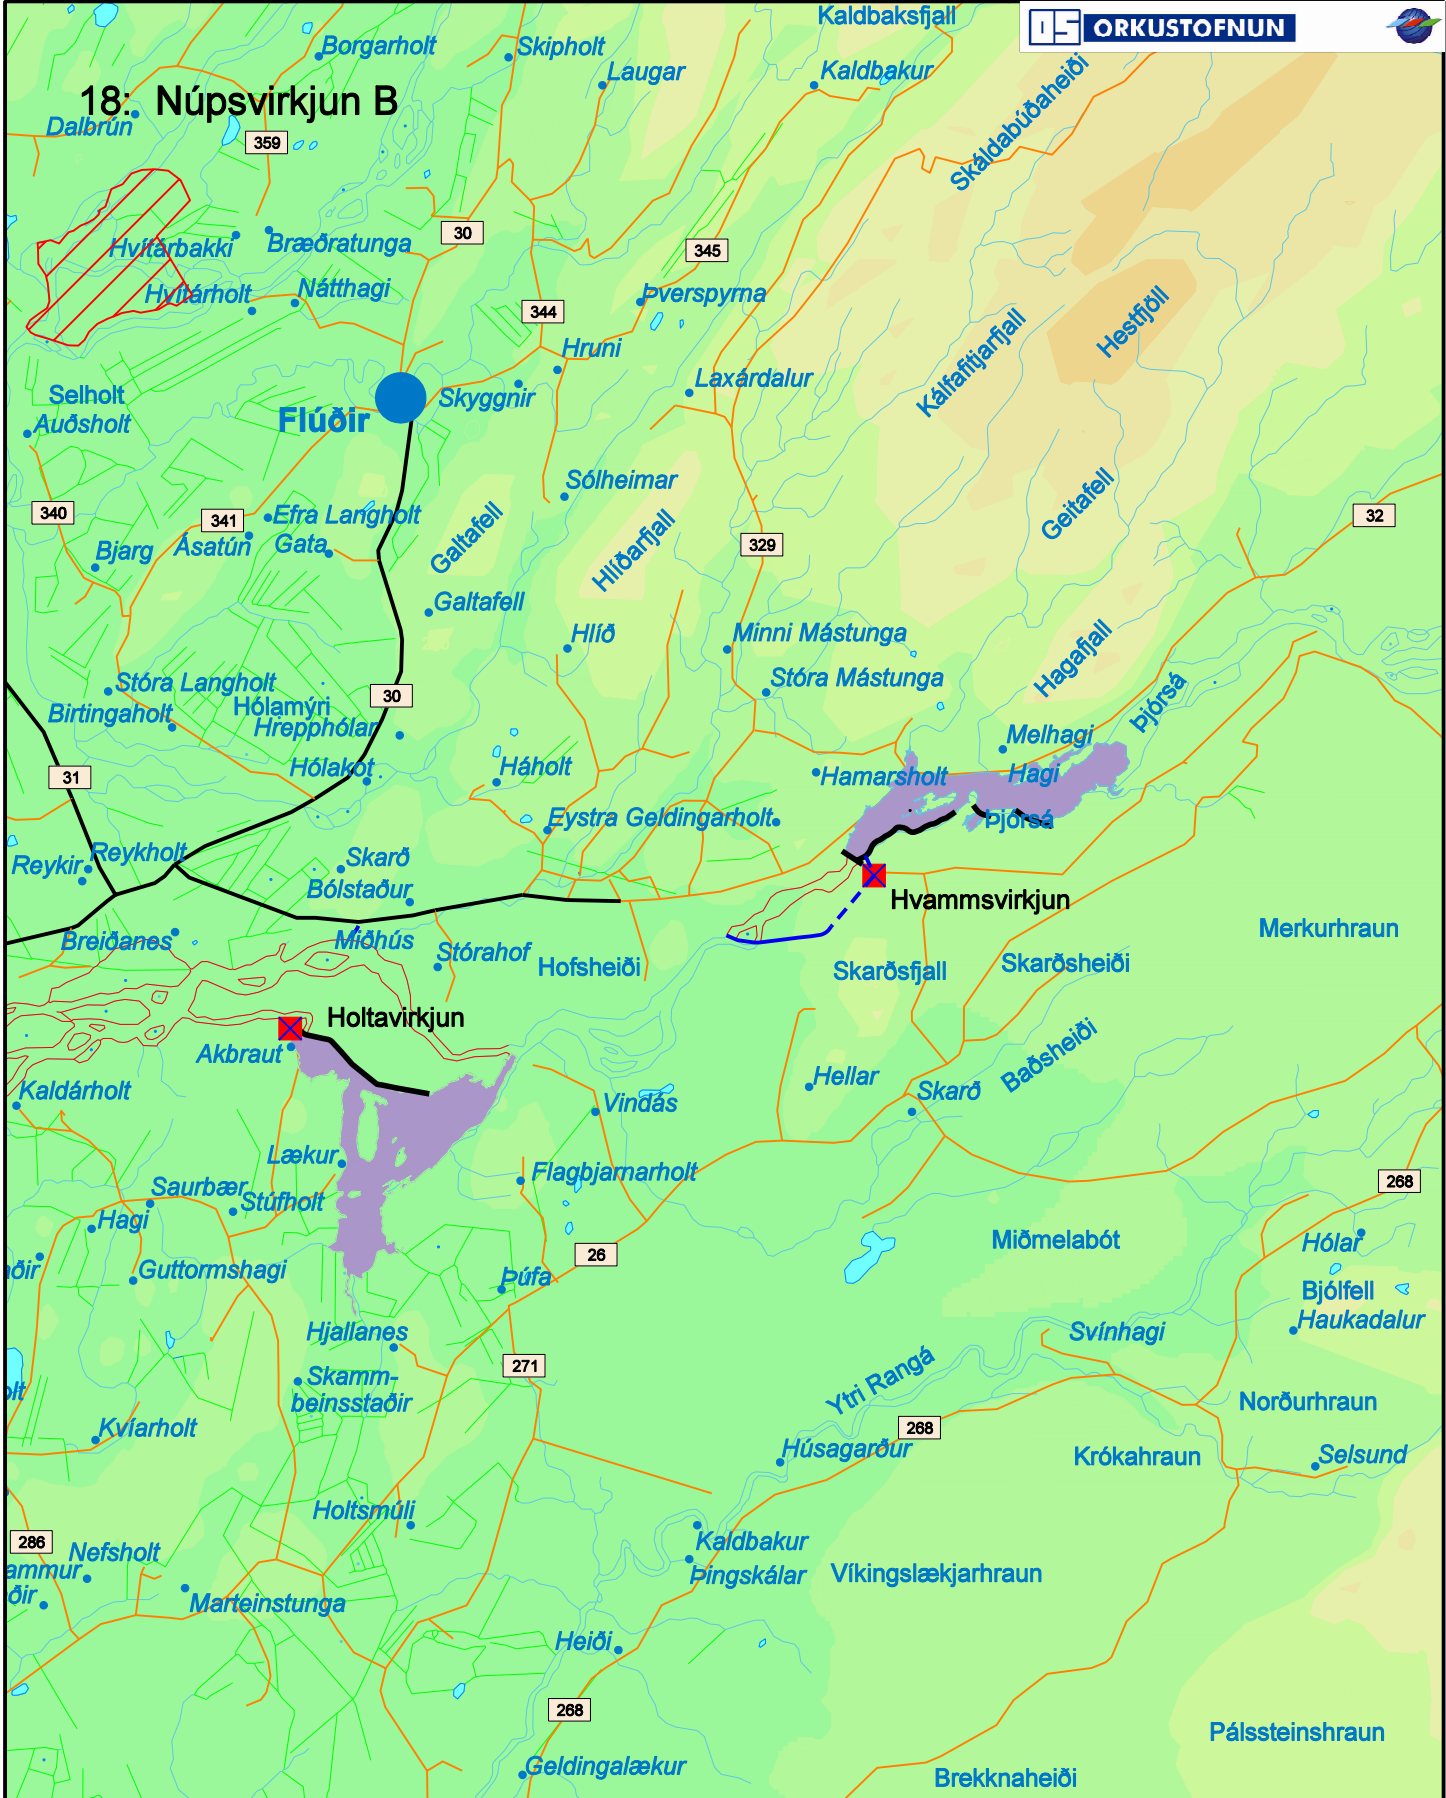 Kaldbaksfjall
OS ORKUSTOFNUN
Borgarholt
Skipholt
Laugar
Kaldbakur
18: Núpsvirkjun B
Dalbrún
359
Skáldabúðaheiði
Hvítárbakki
Bræðratunga
30
345
Hvítárholt
Nátthagi
Þverspyrna
344
Hestfjöll
Kálfafitjarfjall
Hruni
Laxárdalur
Selholt
Auðsholt
Flúðir
Skyggnir
Sólheimar
340
341
Efra Langholt
Ásatún
Gata
Bjarg
Galtafell
Hlíðarfjall
329
Geitafell
32
Galtafell
Hlíð
Minni Mástunga
Hagafjall
Stóra Mástunga
Stóra Langholt
Hólamýri
30
Birtingaholt
Hrepphólar
Þjórsá
Melhagi
31
Hólakot
Háholt
Hamarsholt
Hagi
Eystra Geldingarholt
Þjórsá
Reykir
Reykholt
Skarð
Bólstaður
Hvammsvirkjun
Breiðanes
Miðhús
Stórahof
Hofsheiði
Skarðsfjall
Skarðsheiði
Merkurhraun
Holtavirkjun
Akbraut
Baðsheiði
Kaldárholt
Vindás
Hellar
Skarð
Lækur
Flagbjarnarholt
268
Saurbær
Stúfholt
Hagi
26
Miðmelabót
Hólar
ðir
Guttormshagi
Þúfa
Bjólfell
Haukadalur
Hjallanes
Svínhagi
271
Skamm-
beinsstaðir
Ytri Rangá
olt
Norðurhraun
Kvíarholt
268
Húsagarður
Krókahraun
Selsund
Holtsmúli
286
Nefsholt
Kaldbakur
ammur
Þingskálar
Víkingslækjarhraun
ðir
Marteinstunga
Heiði
268
Pálssteinshraun
Geldingalækur
Brekknaheiði